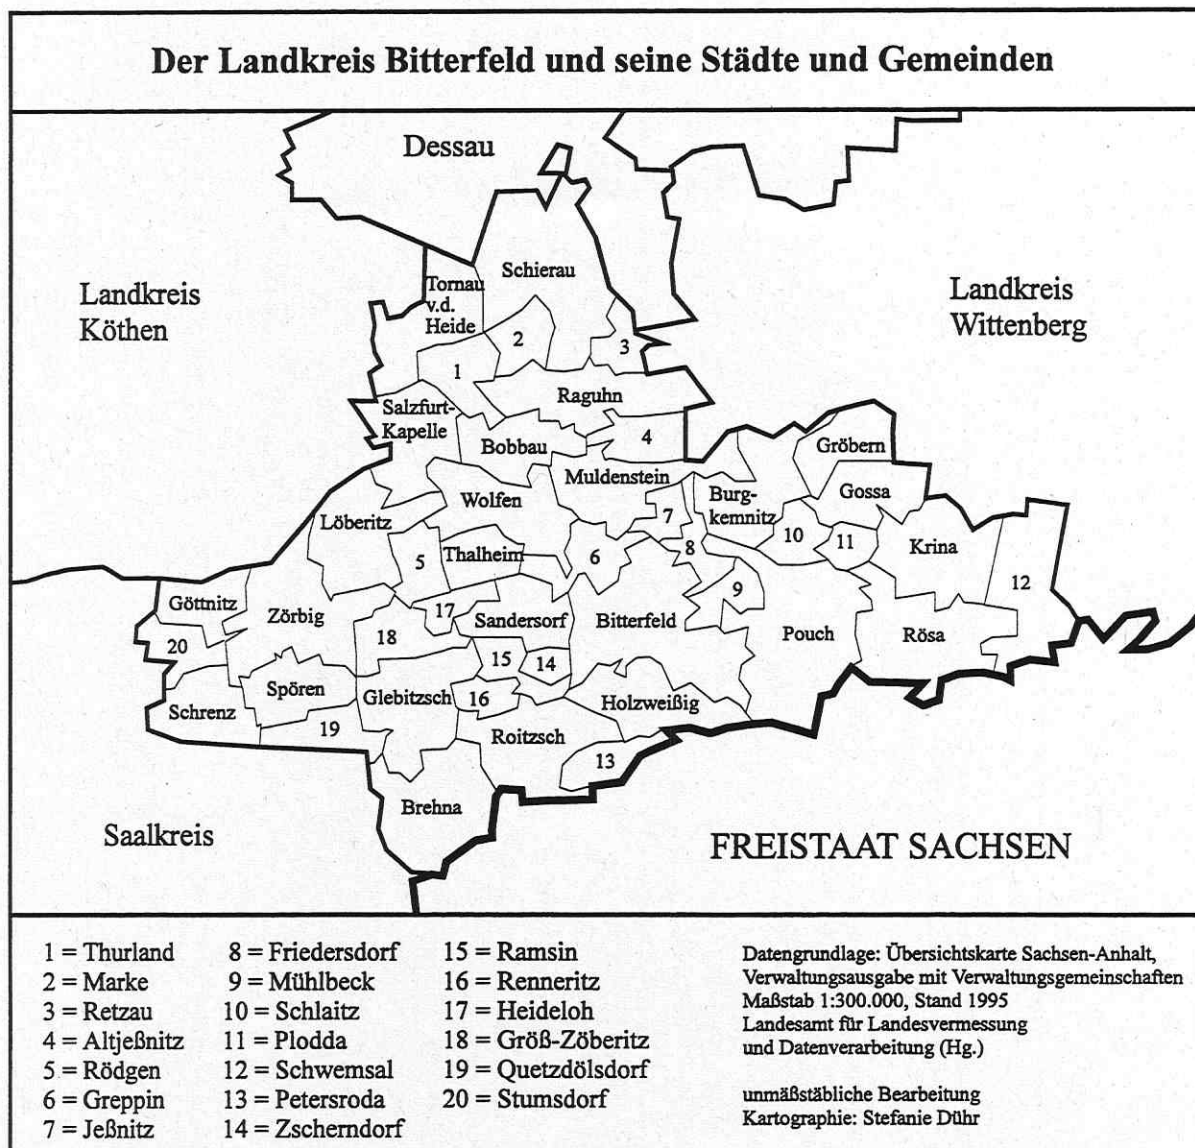 Der Landkreis Bitterfeld und seine Städte und Gemeinden
Dessau
Landkreis
Köthen
Landkreis
Wittenberg
Schierau
Tornau
v.d.
Heide
2
3
1
Raguhn
Salzfurt-
Kapelle
Bobbau
4
Gröbern
Muldenstein
Wolfen
Burg-
kemnitz
Gossa
Löberitz
7
8
10
11
Krina
Thalheim
5
6
9
12
Göttnitz
Zörbig
17
18
Sandersdorf
Bitterfeld
Pouch
Rösa
20
15
14
Spören
Glebitzsch
16
Schrenz
19
Holzweißig
Roitzsch
13
Brehna
Saalkreis
FREISTAAT SACHSEN
1 = Thurland
2 = Marke
3 = Retzau
4 = Altjeßnitz
5 = Rödgen
6 = Greppin
7 = Jeßnitz
8 = Friedersdorf
9 = Mühlbeck
10 = Schlaitz
11 = Plodda
12 = Schwemsal
13 = Petersroda
14 = Zscherndorf
15 = Ramsin
16 = Renneritz
17 = Heideloh
18 = Größ-Zöberitz
19 = Quetzdölsdorf
20 = Stumsdorf
Datengrundlage: Übersichtskarte Sachsen-Anhalt,
Verwaltungsausgabe mit Verwaltungsgemeinschaften
Maßstab 1:300.000, Stand 1995
Landesamt für Landesvermessung
und Datenverarbeitung (Hg.)
unmäßstäbliche Bearbeitung
Kartographie: Stefanie Dühr